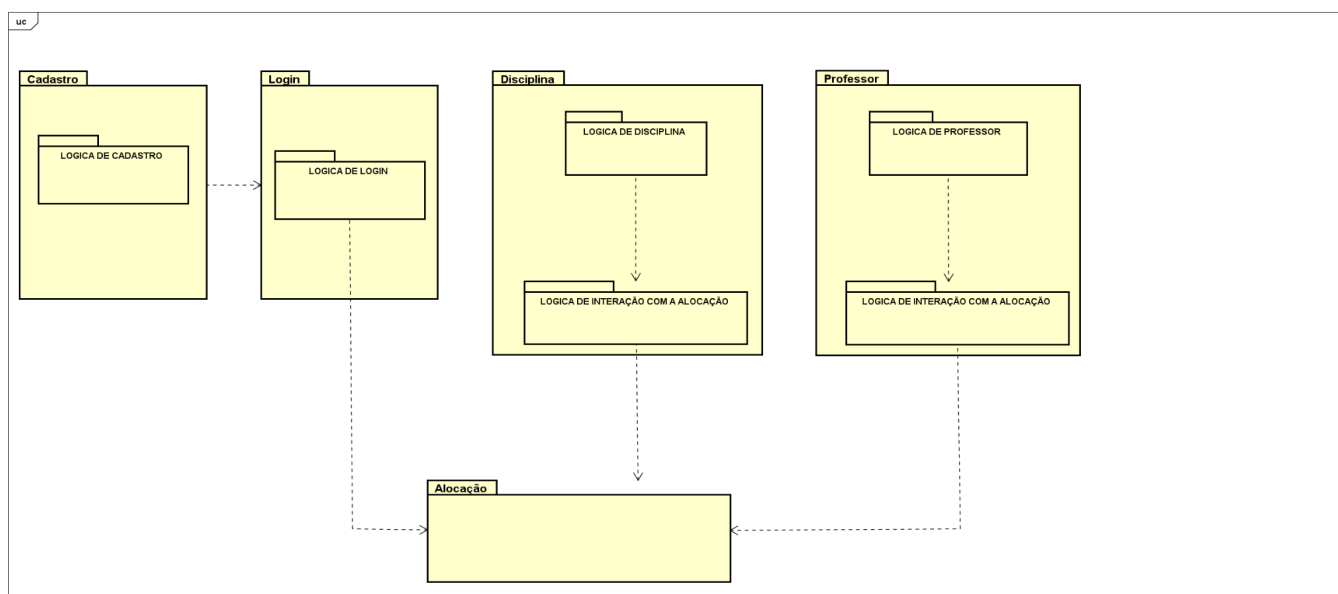 uc
Cadastro
LOGICA DE CADASTRO
Login
LOGICA DE LOGIN
Disciplina
LOGICA DE DISCIPLINA
LOGICA DE INTERAÇÃO COM A ALOCAÇÃO
Professor
LOGICA DE PROFESSOR
LOGICA DE INTERAÇÃO COM A ALOCAÇÃO
Alocação